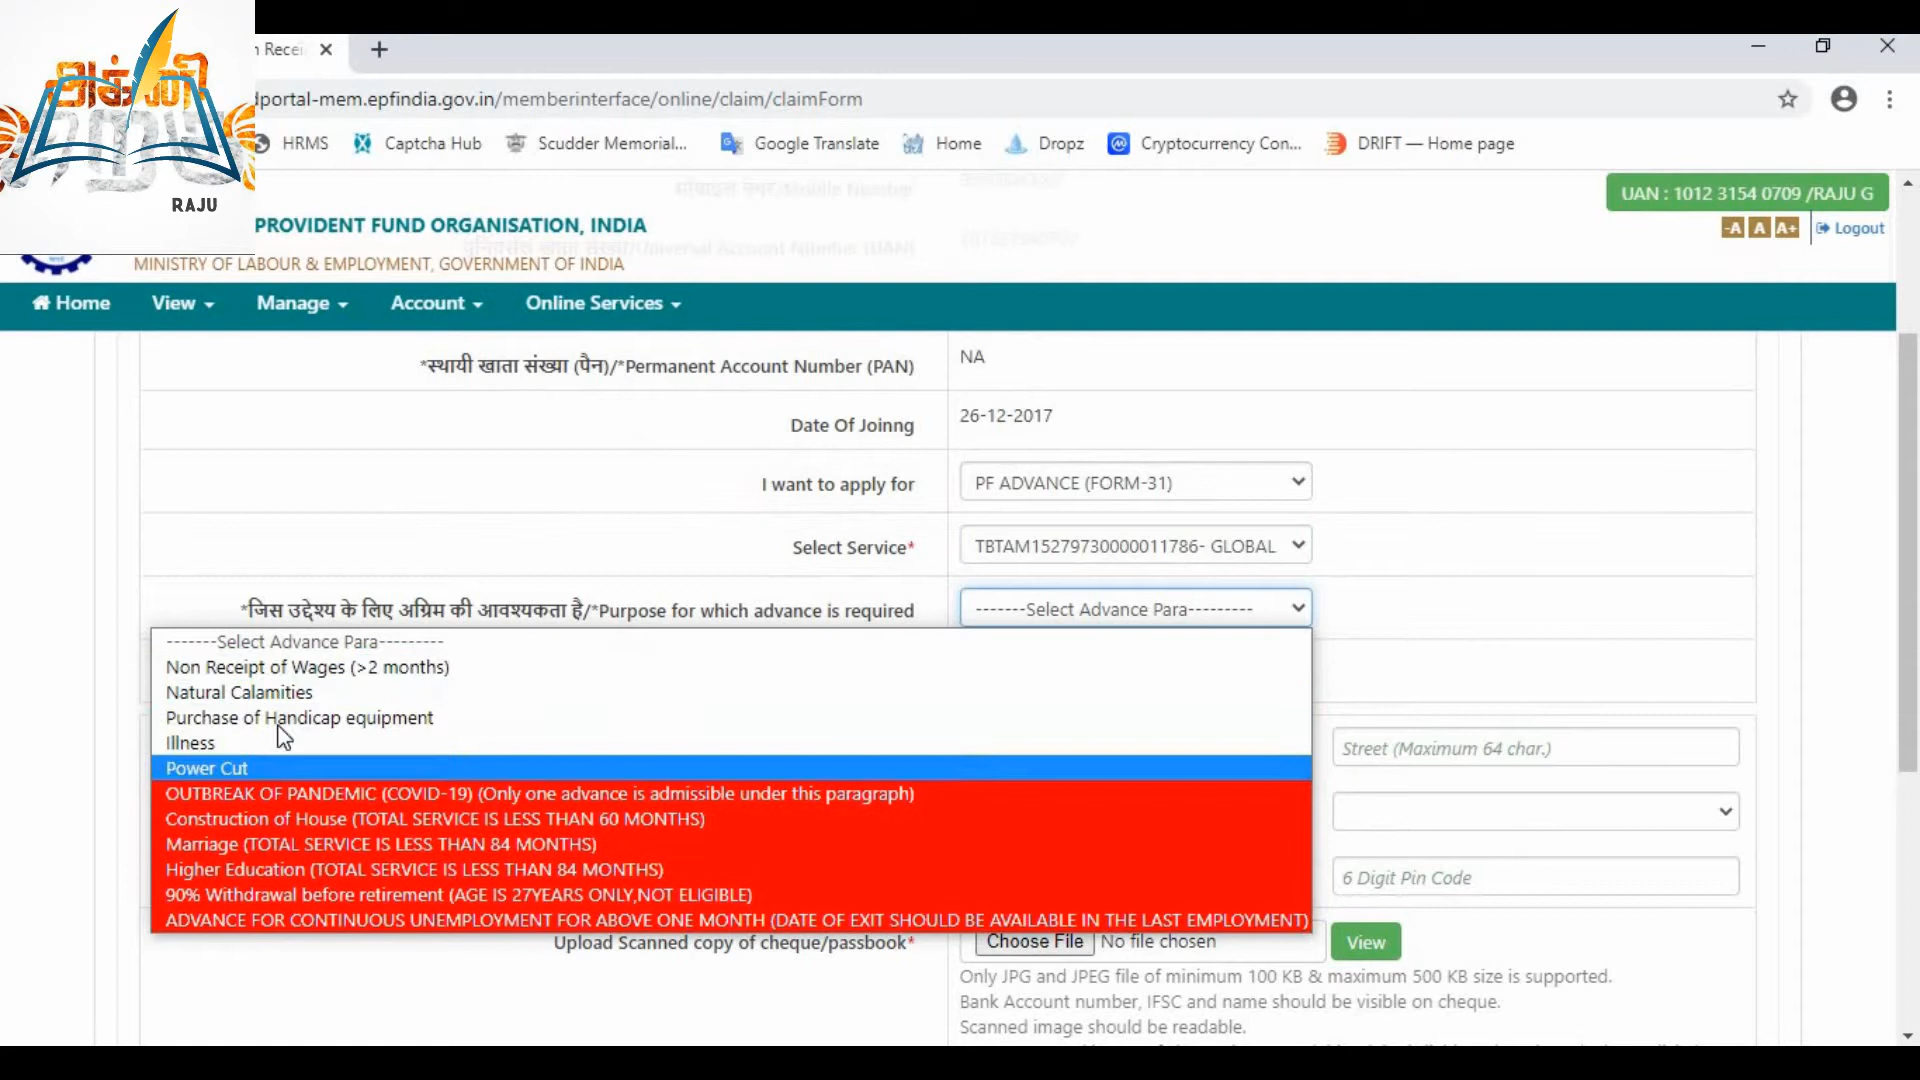 அக்னி
சிறகு
RAJU
n Recei
dportal-mem.epfindia.gov.in/memberinterface/online/claim/claimForm
HRMS
Captcha Hub
Scudder Memorial...
Google Translate
Home
Dropz
Cryptocurrency Con...
DRIFT — Home page
मोबाइल नंबर/Mobile Number
UAN : 1012 3154 0709 /RAJU G
PROVIDENT FUND ORGANISATION, INDIA
-A A A+
Logout
MINISTRY OF LABOUR & EMPLOYMENT, GOVERNMENT OF INDIA
Home
View
Manage
Account
Online Services
*स्थायी खाता संख्या (पैन)/*Permanent Account Number (PAN)
NA
Date Of Joinng
26-12-2017
I want to apply for
PF ADVANCE (FORM-31)
Select Service*
TBTAM15279730000011786- GLOBAL
*जिस उद्देश्य के लिए अग्रिम की आवश्यकता है/*Purpose for which advance is required
-------Select Advance Para---------
-------Select Advance Para---------
Non Receipt of Wages (>2 months)
Natural Calamities
Purchase of Handicap equipment
Illness
Power Cut
OUTBREAK OF PANDEMIC (COVID-19) (Only one advance is admissible under this paragraph)
Construction of House (TOTAL SERVICE IS LESS THAN 60 MONTHS)
Marriage (TOTAL SERVICE IS LESS THAN 84 MONTHS)
Higher Education (TOTAL SERVICE IS LESS THAN 84 MONTHS)
90% Withdrawal before retirement (AGE IS 27YEARS ONLY,NOT ELIGIBLE)
ADVANCE FOR CONTINUOUS UNEMPLOYMENT FOR ABOVE ONE MONTH (DATE OF EXIT SHOULD BE AVAILABLE IN THE LAST EMPLOYMENT)
Street (Maximum 64 char.)
6 Digit Pin Code
Upload Scanned copy of cheque/passbook*
Choose File No file chosen
View
Only JPG and JPEG file of minimum 100 KB & maximum 500 KB size is supported.
Bank Account number, IFSC and name should be visible on cheque.
Scanned image should be readable.